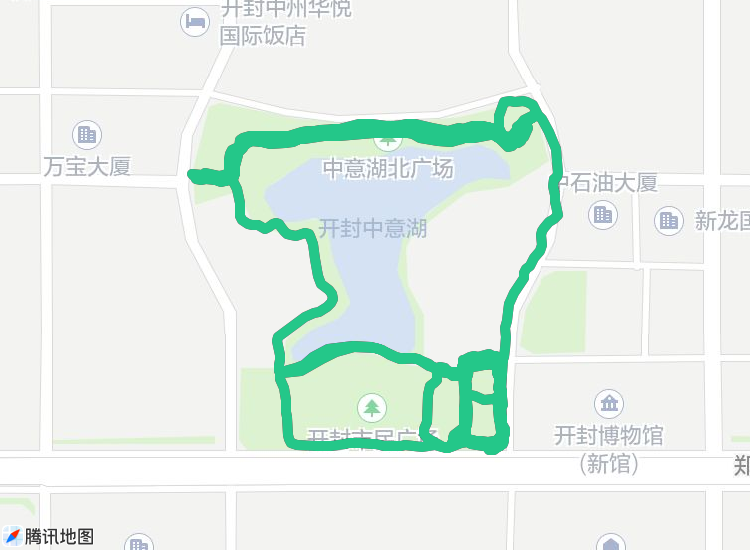 开封中州华悦
国际饭店
万宝大厦
中意湖北广场
中石油大厦
新龙国
开封中意湖
开封市民广场
开封博物馆
（新馆）
郑
腾讯地图